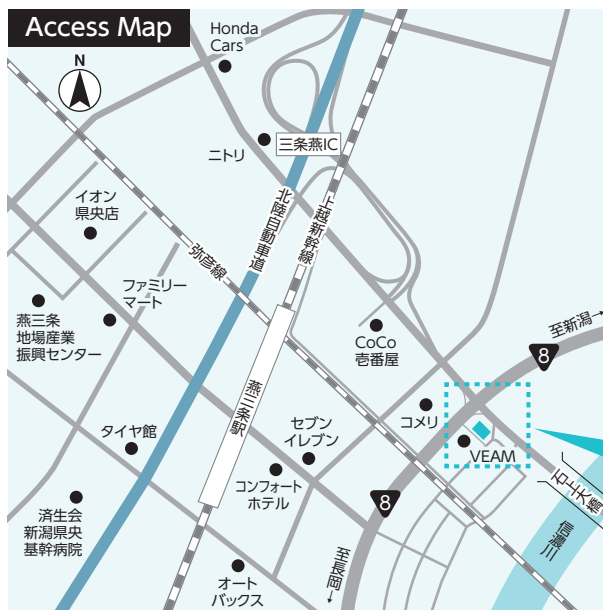 Access Map
N
Honda
Cars
ニトリ
三条燕IC
北陸自動車道
上越新幹線
弥彦線
イオン
県央店
ファミリー
マート
燕三条
地場産業
振興センター
CoCo
壱番屋
至新潟→
8
コメリ
VEAM
石上大橋
信濃川
燕三条駅
セブン
イレブン
コンフォート
ホテル
タイヤ館
8
至長岡→
済生会
新潟県央
基幹病院
オート
バックス